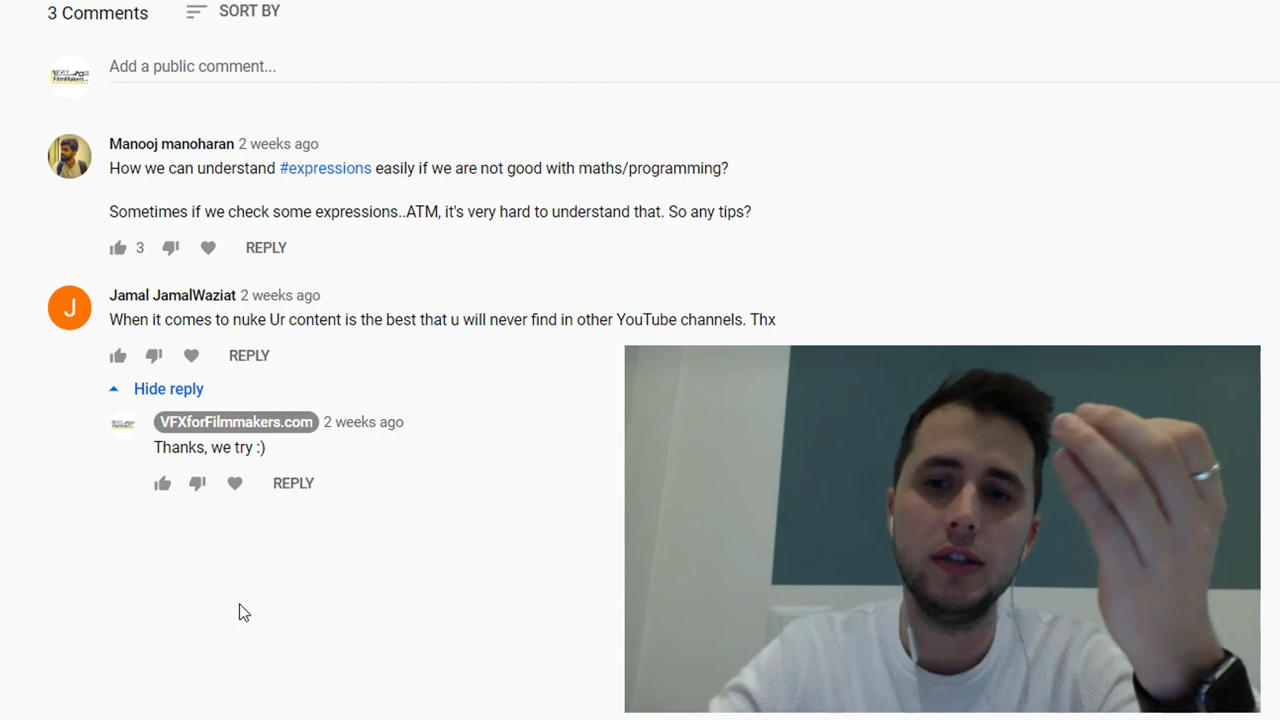 3 Comments SORT BY
Add a public comment...
Manooj manoharan 2 weeks ago
How we can understand #expressions easily if we are not good with maths/programming?
Sometimes if we check some expressions..ATM, it's very hard to understand that. So any tips?
3 REPLY
J
Jamal JamalWaziat 2 weeks ago
When it comes to nuke Ur content is the best that u will never find in other YouTube channels. Thx
REPLY
Hide reply
VFXforFilmmakers.com 2 weeks ago
Thanks, we try :)
REPLY